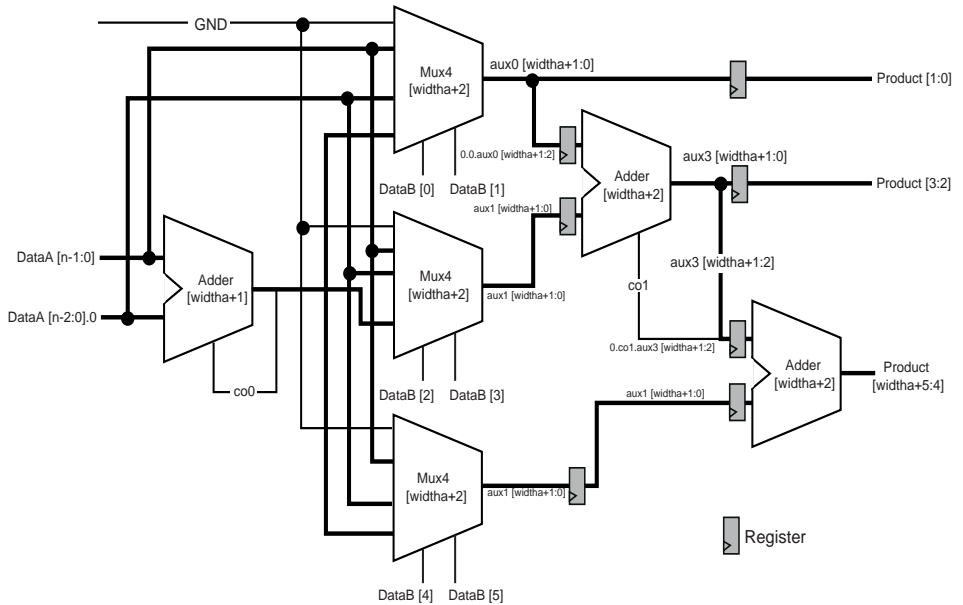 GND
Mux4
[widtha+2]
aux0 [widtha+1:0]
Product [1:0]
DataB [0]
DataB [1]
0.0.aux0 [widtha+1:2]
Adder
[widtha+2]
aux3 [widtha+1:0]
Product [3:2]
aux1 [widtha+1:0]
DataA [n-1:0]
DataA [n-2:0].0
Adder
[widtha+1]
co0
Mux4
[widtha+2]
aux1 [widtha+1:0]
DataB [2]
DataB [3]
co1
aux3 [widtha+1:2]
0.co1.aux3 [widtha+1:2]
Adder
[widtha+2]
Product
[widtha+5:4]
aux1 [widtha+1:0]
Mux4
[widtha+2]
aux1 [widtha+1:0]
DataB [4]
DataB [5]
Register